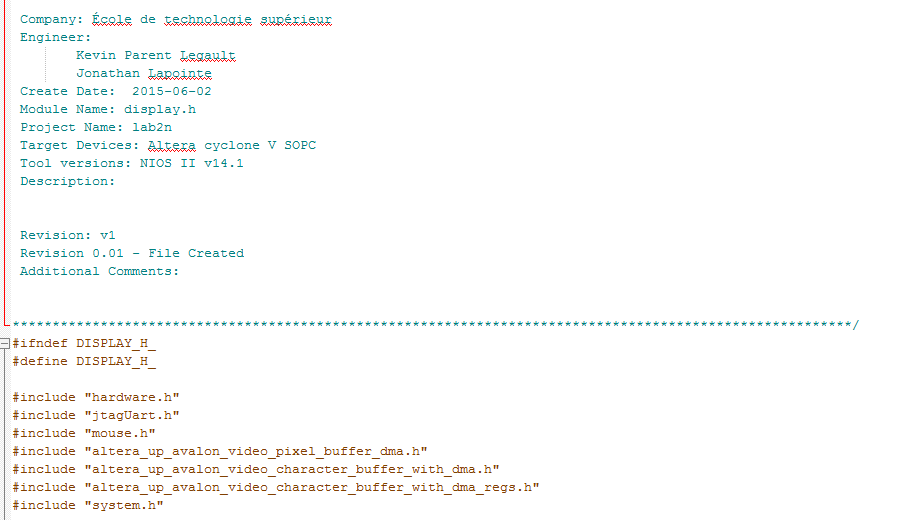 Company: École de technologie supérieur
Engineer:
Kevin Parent Legault
Jonathan Lapointe
Create Date:  2015-06-02
Module Name: display.h
Project Name: lab2n
Target Devices: Altera cyclone V SOPC
Tool versions: NIOS II v14.1
Description:
Revision: v1
Revision 0.01 - File Created
Additional Comments:
*********************************************************************************************************/
#ifndef DISPLAY_H_
#define DISPLAY_H_
#include "hardware.h"
#include "jtagUart.h"
#include "mouse.h"
#include "altera_up_avalon_video_pixel_buffer_dma.h"
#include "altera_up_avalon_video_character_buffer_with_dma.h"
#include "altera_up_avalon_video_character_buffer_with_dma_regs.h"
#include "system.h"